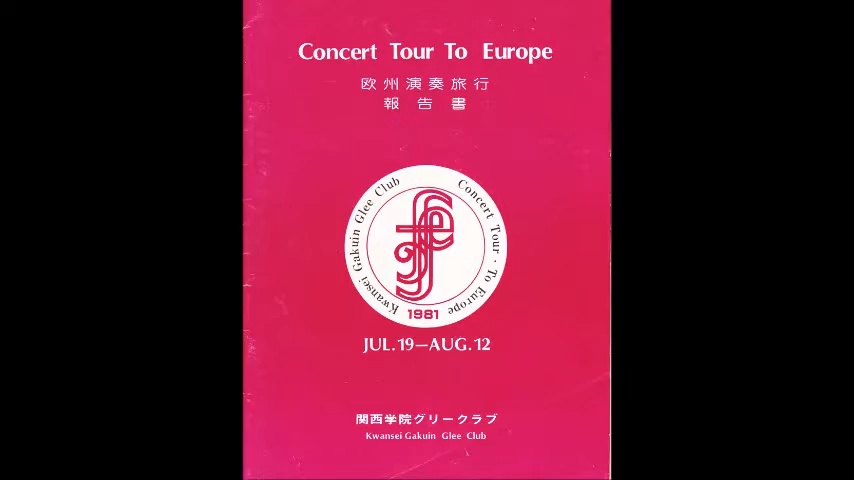 Concert Tour To Europe
欧州演奏旅行
報告書
Kwansei Gakuin Glee Club
Concert Tour · To Europe
1981
JUL.19—AUG.12
関西学院グリークラブ
Kwansei Gakuin Glee Club